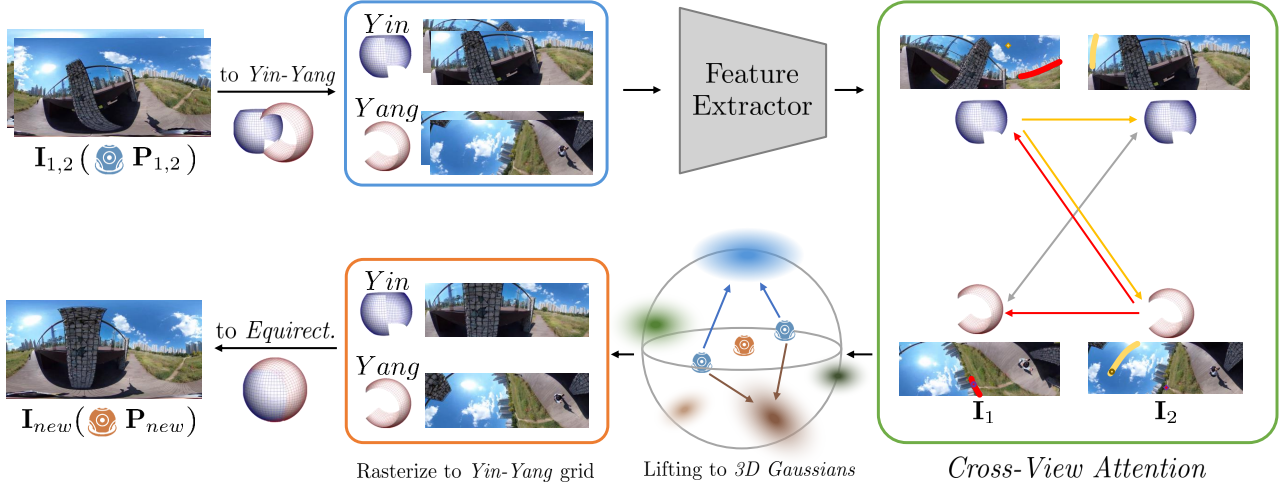 to Yin-Yang
I1,2 ( P1,2 )
Yin
Yang
Feature
Extractor
I1
I2
Cross-View Attention
Lifting to 3D Gaussians
Yin
Yang
Rasterize to Yin-Yang grid
to Equirect.
Inew( Pnew)